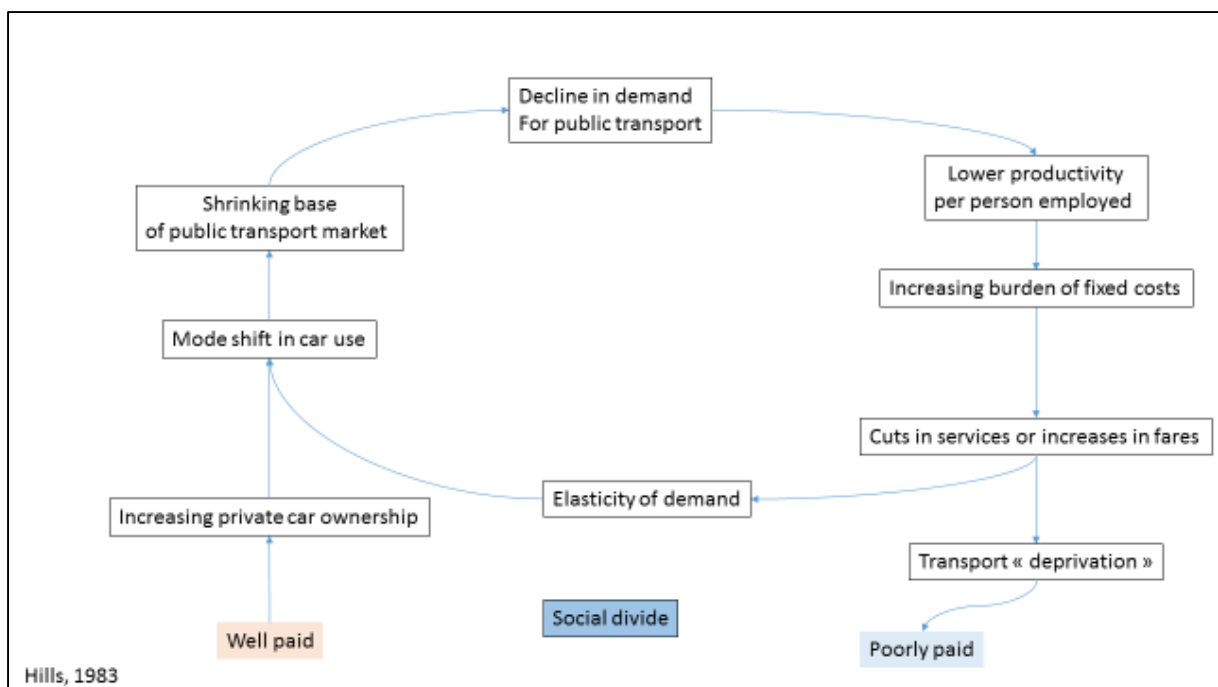 Decline in demand
For public transport
Lower productivity
per person employed
Shrinking base
of public transport market
Increasing burden of fixed costs
Mode shift in car use
Cuts in services or increases in fares
Elasticity of demand
Increasing private car ownership
Transport « deprivation »
Social divide
Well paid
Poorly paid
Hills, 1983